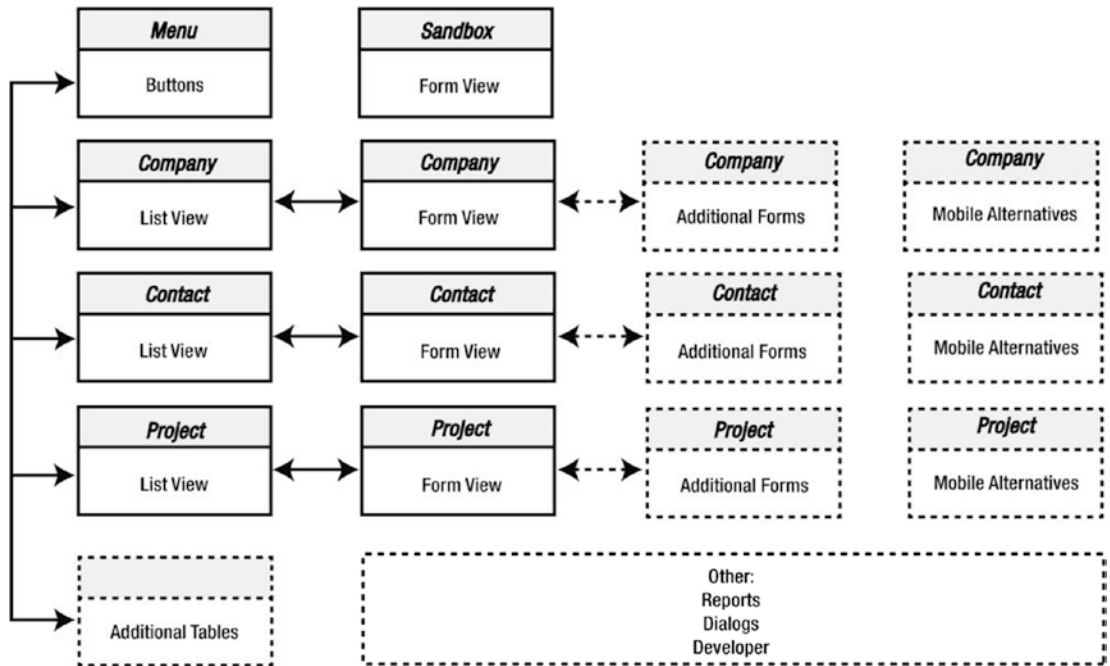 Menu
Buttons
Sandbox
Form View
Company
List View
Company
Form View
Company
Additional Forms
Company
Mobile Alternatives
Contact
List View
Contact
Form View
Contact
Additional Forms
Contact
Mobile Alternatives
Project
List View
Project
Form View
Project
Additional Forms
Project
Mobile Alternatives
Additional Tables
Other:
Reports
Dialogs
Developer